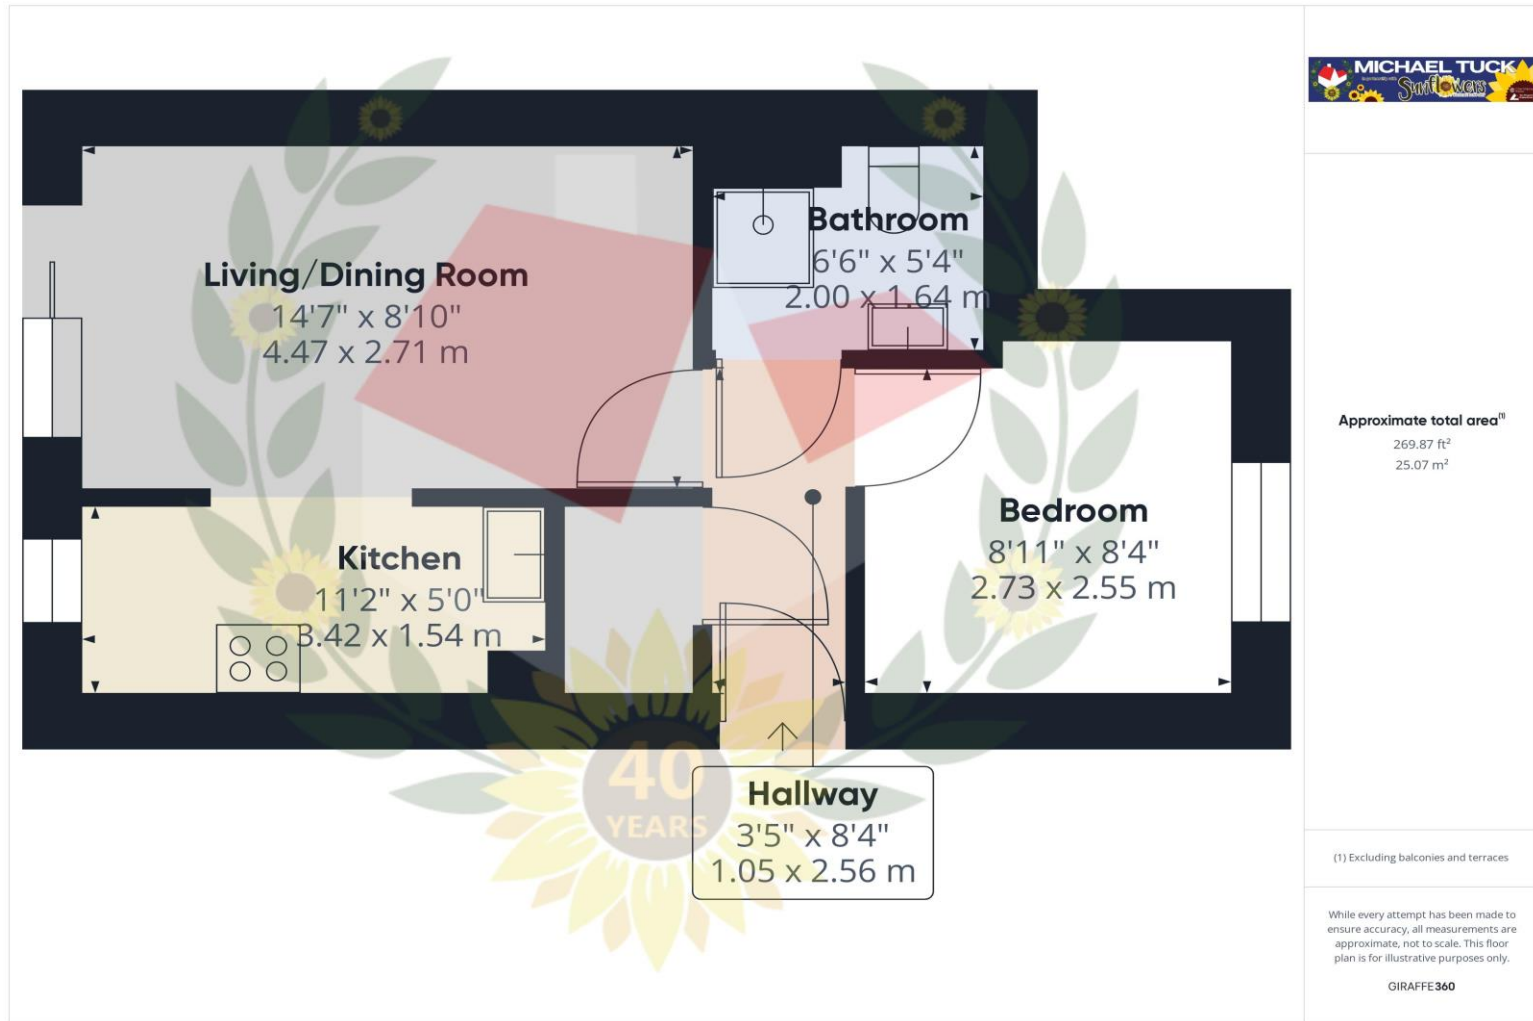 MICHAEL TUCK
Sunflowers
Living/Dining Room
14'7" x 8'10"
4.47 x 2.71 m
Bathroom
6'6" x 5'4"
2.00 x 1.64 m
Kitchen
11'2" x 5'0"
3.42 x 1.54 m
Bedroom
8'11" x 8'4"
2.73 x 2.55 m
Hallway
3'5" x 8'4"
1.05 x 2.56 m
40
YEARS
Approximate total area(1)
269.87 ft²
25.07 m²
(1) Excluding balconies and terraces
While every attempt has been made to
ensure accuracy, all measurements are
approximate, not to scale. This floor
plan is for illustrative purposes only.
GIRAFFE360